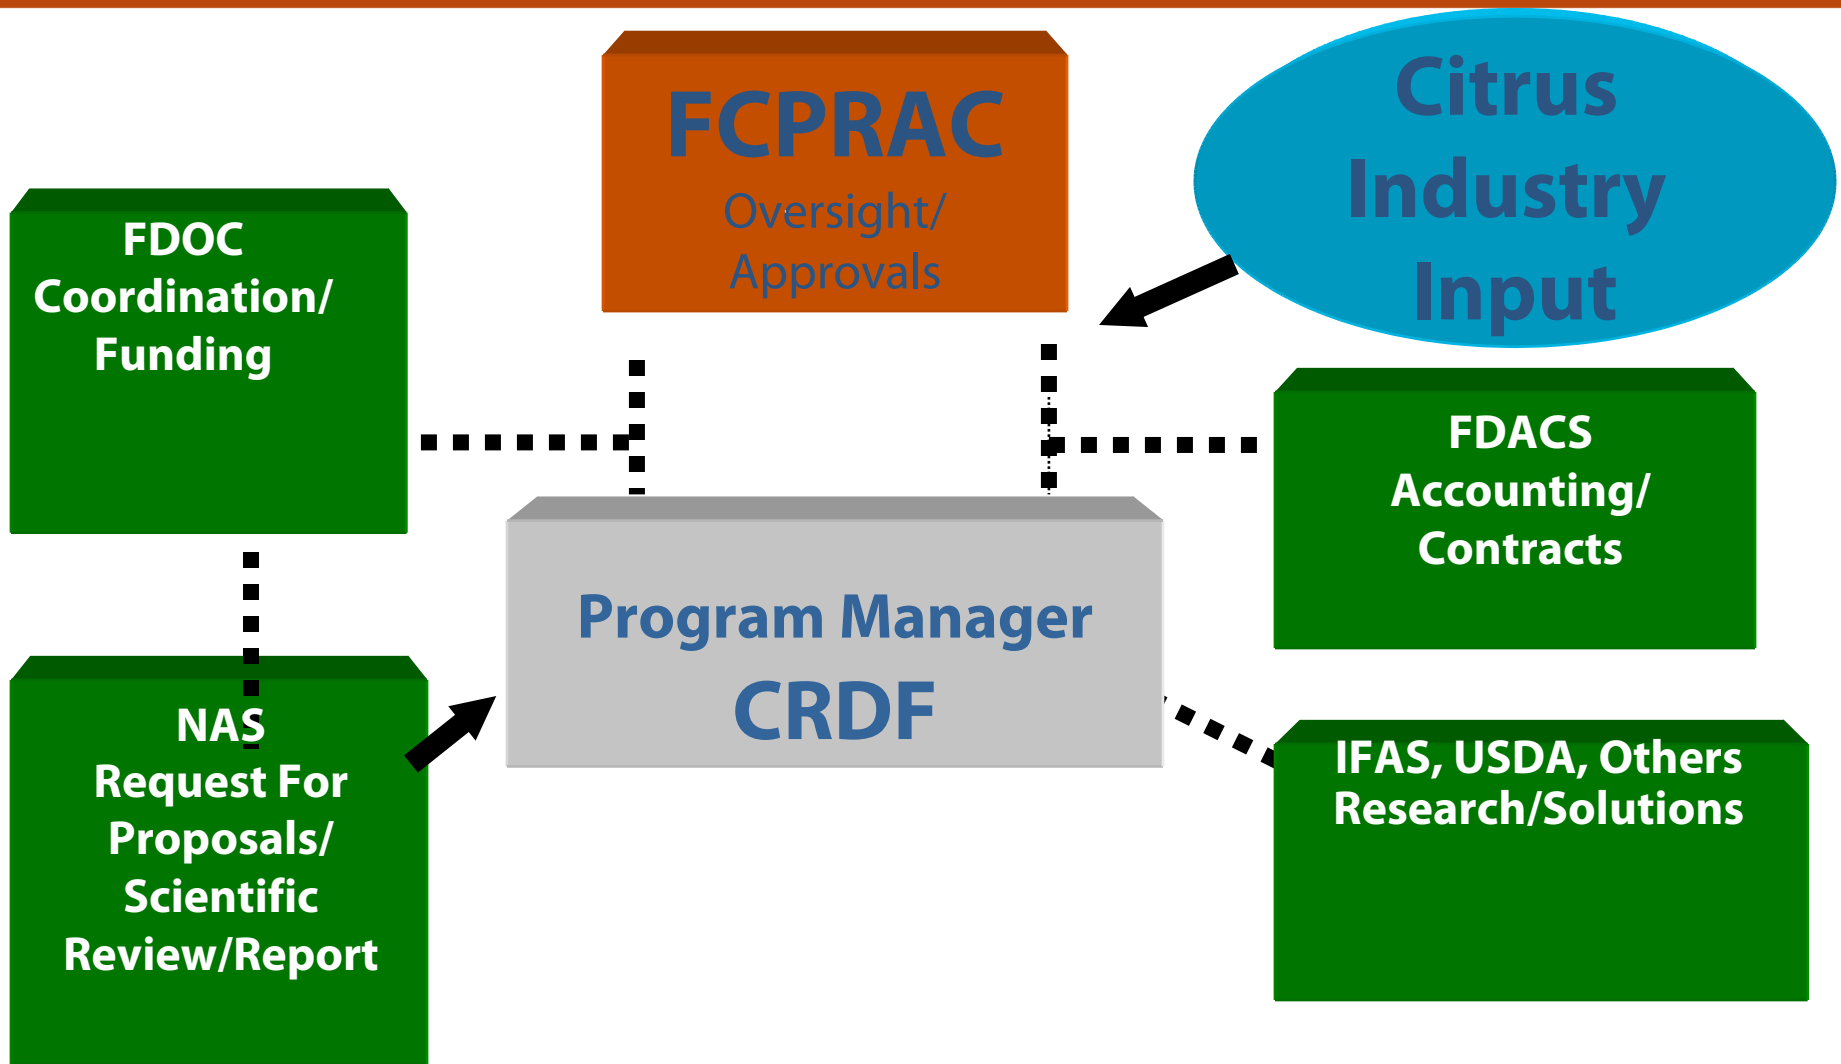 FCPRAC
Oversight/
Approvals
Citrus
Industry
Input
FDOC
Coordination/
Funding
FDACS
Accounting/
Contracts
Program Manager
CRDF
NAS
Request For
Proposals/
Scientific
Review/Report
IFAS, USDA, Others
Research/Solutions